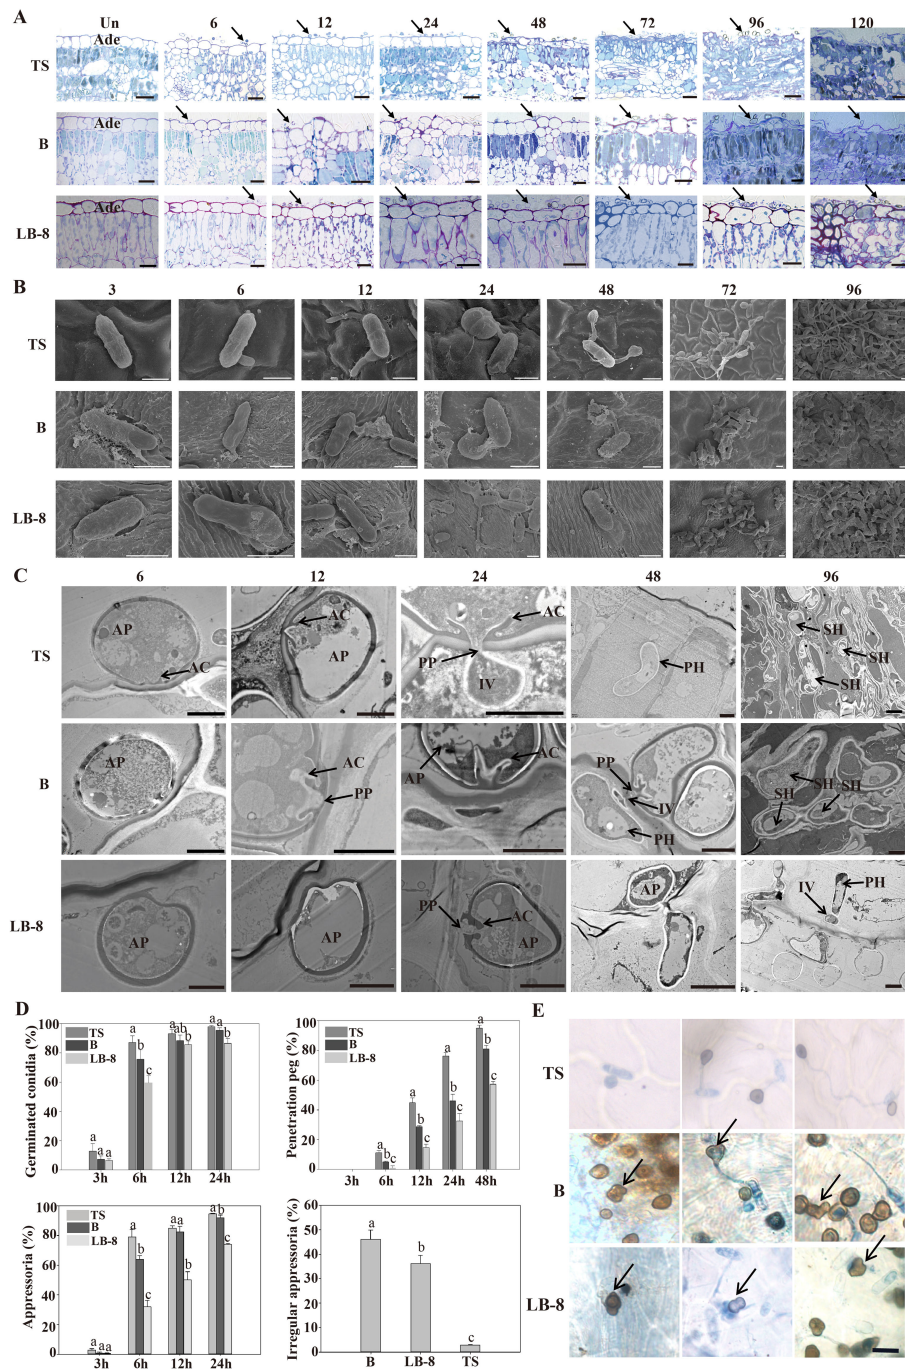 A
Un 6 12 24 48 72 96 120
Ade
TS
Ade
B
Ade
LB-8
B
3 6 12 24 48 72 96
TS
B
LB-8
C
6 12 24 48 96
TS
AP AC
AC AP
AC PP IV
PH
SH SH SH
B
AP
AC PP
AP AC
PP IV PH
SH SH SH SH
LB-8
AP
AP
PP AC AP
AP
IV PH
D
Germinated conidia (%)
100 80 60 40 20 0
TS
B
LB-8
a a a
a b c
a ab b
a a b
3h 6h 12h 24h
Penetration peg (%)
100 80 60 40 20 0
TS
B
LB-8
a b c
a b c
a b c
a b c
3h 6h 12h 24h 48h
Appressoria (%)
100 80 60 40 20 0
TS
B
LB-8
a a a
a b c
a a b
a a c
3h 6h 12h 24h
Irregular appressoria (%)
60 50 40 30 20 10 0
a b c
B LB-8 TS
E
TS
B
LB-8